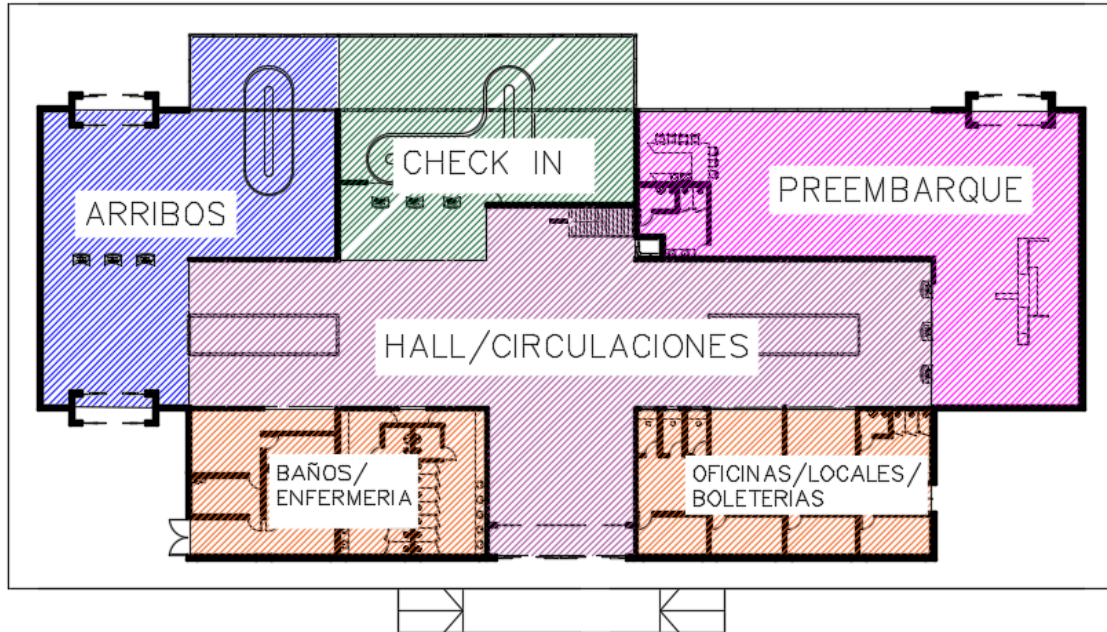 CHECK IN
PREEMBARQUE
ARRIBOS
HALL/CIRCULACIONES
BAÑOS/
ENFERMERIA
OFICINAS/LOCALES/
BOLETERIAS